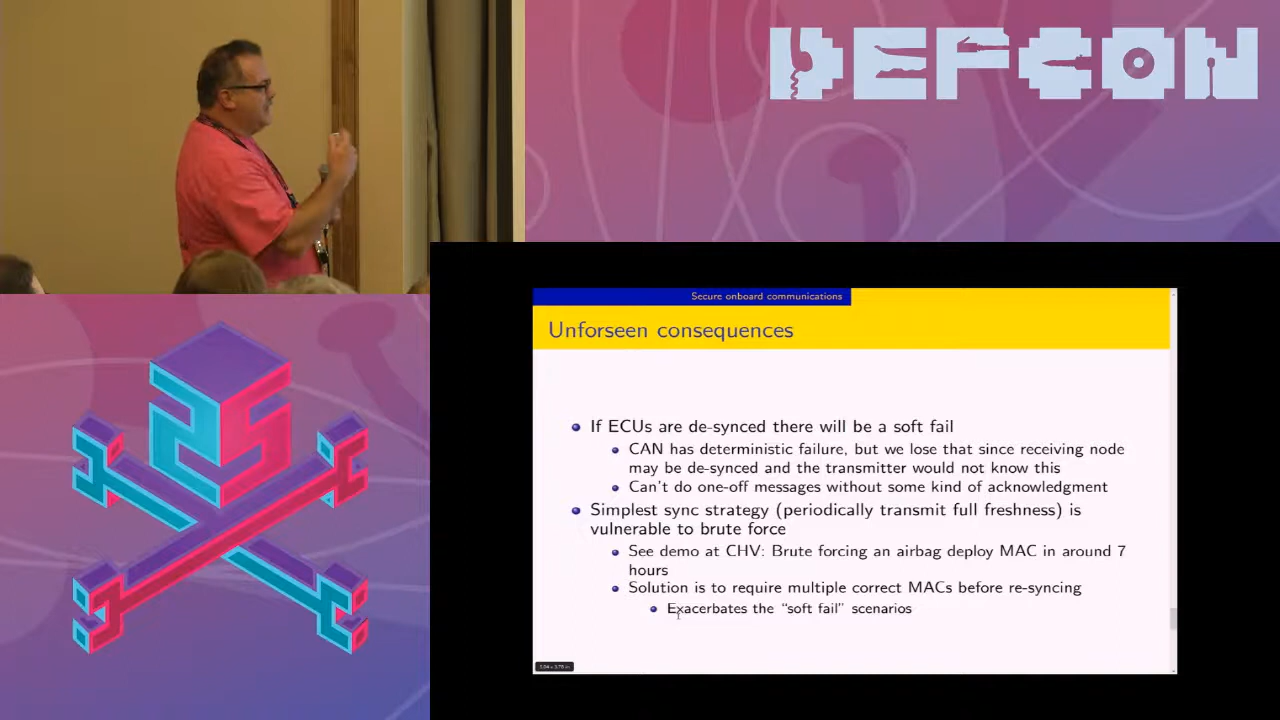 DEFCON
Secure onboard communications
Unforseen consequences
If ECUs are de-synced there will be a soft fail
CAN has deterministic failure, but we lose that since receiving node
may be de-synced and the transmitter would not know this
Can't do one-off messages without some kind of acknowledgment
Simplest sync strategy (periodically transmit full freshness) is
vulnerable to brute force
See demo at CHV: Brute forcing an airbag deploy MAC in around 7
hours
Solution is to require multiple correct MACs before re-syncing
Exacerbates the “soft fail” scenarios